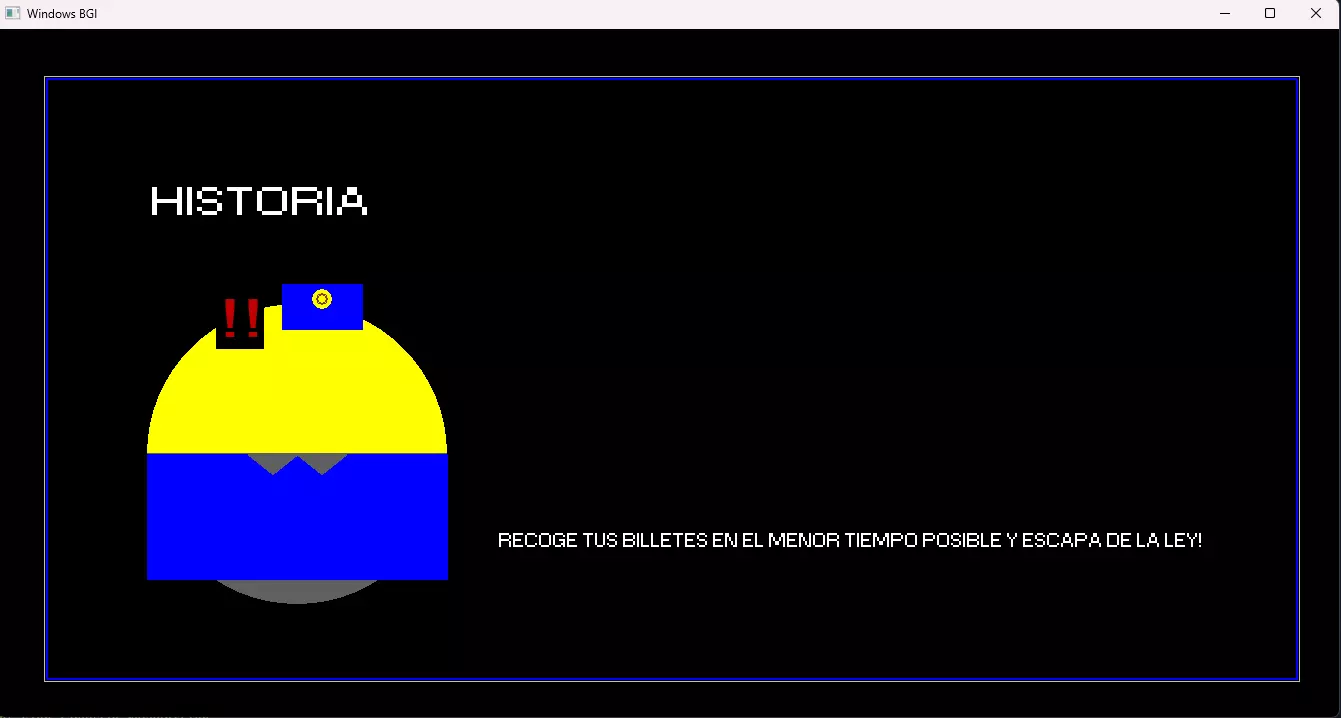 Windows BGI
HISTORIA
!!
RECOGE TUS BILLETES EN EL MENOR TIEMPO POSIBLE Y ESCAPA DE LA LEY!